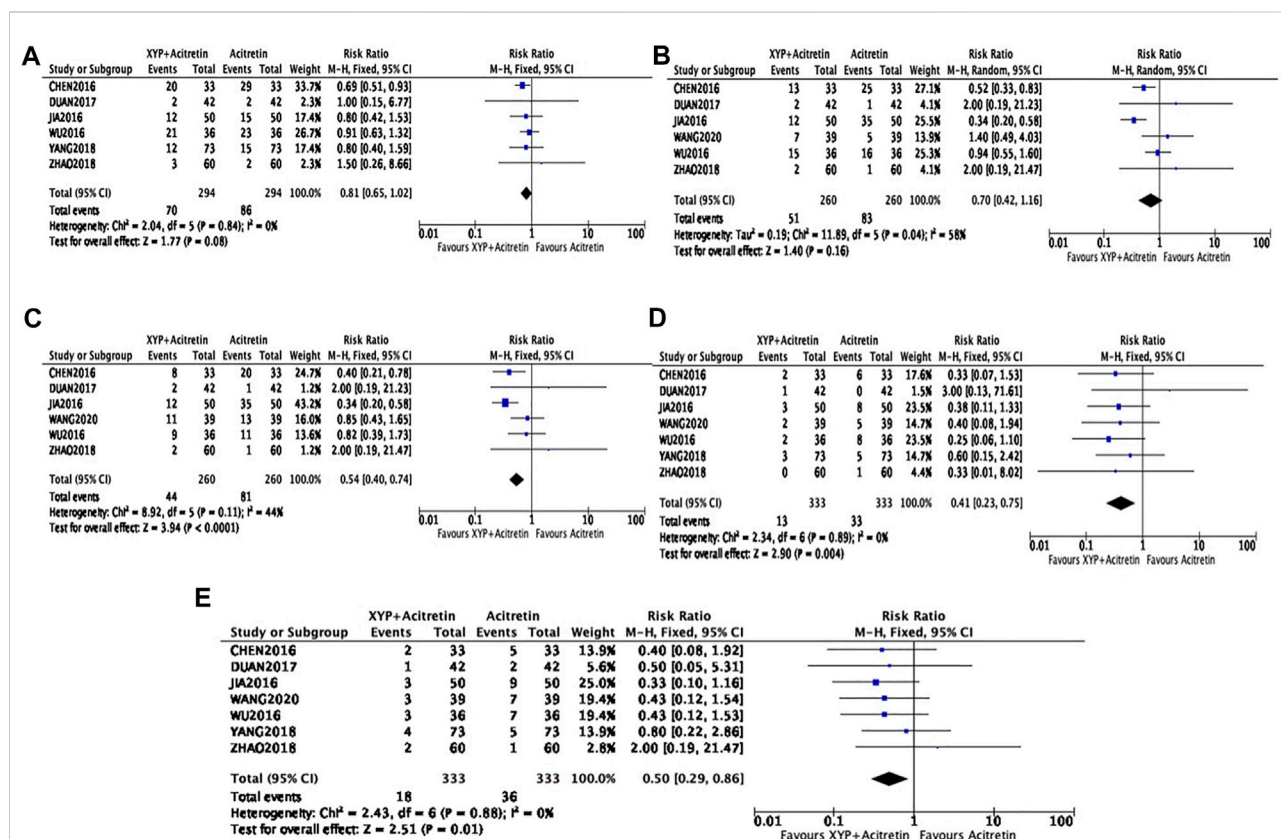 A
XYP+Acitretin Acitretin Risk Ratio Risk Ratio
Study or Subgroup Events Total Events Total Weight M-H, Fixed, 95% CI M-H, Fixed, 95% CI
CHEN2016 20 33 29 33 33.7% 0.69 [0.51, 0.93]
DUAN2017 2 42 2 42 2.3% 1.00 [0.15, 6.77]
JIA2016 12 50 15 50 17.4% 0.80 [0.42, 1.53]
WU2016 21 36 23 36 26.7% 0.91 [0.63, 1.32]
YANG2018 12 73 15 73 17.4% 0.80 [0.40, 1.59]
ZHAO2018 3 60 2 60 2.3% 1.50 [0.26, 8.66]
Total (95% CI) 294 294 100.0% 0.81 [0.65, 1.02]
Total events 70 86
Heterogeneity: Chi² = 2.04, df = 5 (P = 0.84); I² = 0%
Test for overall effect: Z = 1.77 (P = 0.08)
0.01 0.1 1 10 100
Favours XYP+Acitretin Favours Acitretin
B
XYP+Acitretin Acitretin Risk Ratio Risk Ratio
Study or Subgroup Events Total Events Total Weight M-H, Random, 95% CI M-H, Random, 95% CI
CHEN2016 13 33 25 33 27.1% 0.52 [0.33, 0.83]
DUAN2017 2 42 1 42 4.1% 2.00 [0.19, 21.23]
JIA2016 12 50 35 50 25.5% 0.34 [0.20, 0.58]
WANG2020 7 39 5 39 13.9% 1.40 [0.49, 4.03]
WU2016 15 36 16 36 25.3% 0.94 [0.55, 1.60]
ZHAO2018 2 60 1 60 4.1% 2.00 [0.19, 21.47]
Total (95% CI) 260 260 100.0% 0.70 [0.42, 1.16]
Total events 51 83
Heterogeneity: Tau² = 0.19; Chi² = 11.89, df = 5 (P = 0.04); I² = 58%
Test for overall effect: Z = 1.40 (P = 0.16)
0.01 0.1 1 10 100
Favours XYP+Acitretin Favours Acitretin
C
XYP+Acitretin Acitretin Risk Ratio Risk Ratio
Study or Subgroup Events Total Events Total Weight M-H, Fixed, 95% CI M-H, Fixed, 95% CI
CHEN2016 8 33 20 33 24.7% 0.40 [0.21, 0.78]
DUAN2017 2 42 1 42 1.2% 2.00 [0.19, 21.23]
JIA2016 12 50 35 50 43.2% 0.34 [0.20, 0.58]
WANG2020 11 39 13 39 16.0% 0.85 [0.43, 1.65]
WU2016 9 36 11 36 13.6% 0.82 [0.39, 1.73]
ZHAO2018 2 60 1 60 1.2% 2.00 [0.19, 21.47]
Total (95% CI) 260 260 100.0% 0.54 [0.40, 0.74]
Total events 44 81
Heterogeneity: Chi² = 8.92, df = 5 (P = 0.11); I² = 44%
Test for overall effect: Z = 3.94 (P < 0.0001)
0.01 0.1 1 10 100
Favours XYP+Acitretin Favours Acitretin
D
XYP+Acitretin Acitretin Risk Ratio Risk Ratio
Study or Subgroup Events Total Events Total Weight M-H, Fixed, 95% CI M-H, Fixed, 95% CI
CHEN2016 2 33 6 33 17.6% 0.33 [0.07, 1.53]
DUAN2017 1 42 0 42 1.5% 3.00 [0.13, 71.61]
JIA2016 3 50 8 50 23.5% 0.38 [0.11, 1.33]
WANG2020 2 39 5 39 14.7% 0.40 [0.08, 1.94]
WU2016 2 36 8 36 23.5% 0.25 [0.06, 1.10]
YANG2018 3 73 5 73 14.7% 0.60 [0.15, 2.42]
ZHAO2018 0 60 1 60 4.4% 0.33 [0.01, 8.02]
Total (95% CI) 333 333 100.0% 0.41 [0.23, 0.75]
Total events 13 33
Heterogeneity: Chi² = 2.34, df = 6 (P = 0.89); I² = 0%
Test for overall effect: Z = 2.90 (P = 0.004)
0.01 0.1 1 10 100
Favours XYP+Acitretin Favours Acitretin
E
XYP+Acitretin Acitretin Risk Ratio Risk Ratio
Study or Subgroup Events Total Events Total Weight M-H, Fixed, 95% CI M-H, Fixed, 95% CI
CHEN2016 2 33 5 33 13.9% 0.40 [0.08, 1.92]
DUAN2017 1 42 2 42 5.6% 0.50 [0.05, 5.31]
JIA2016 3 50 9 50 25.0% 0.33 [0.10, 1.16]
WANG2020 3 39 7 39 19.4% 0.43 [0.12, 1.54]
WU2016 3 36 7 36 19.4% 0.43 [0.12, 1.53]
YANG2018 4 73 5 73 13.9% 0.80 [0.22, 2.86]
ZHAO2018 2 60 1 60 2.8% 2.00 [0.19, 21.47]
Total (95% CI) 333 333 100.0% 0.50 [0.29, 0.86]
Total events 18 36
Heterogeneity: Chi² = 2.43, df = 6 (P = 0.88); I² = 0%
Test for overall effect: Z = 2.51 (P = 0.01)
0.01 0.1 1 10 100
Favours XYP+Acitretin Favours Acitretin